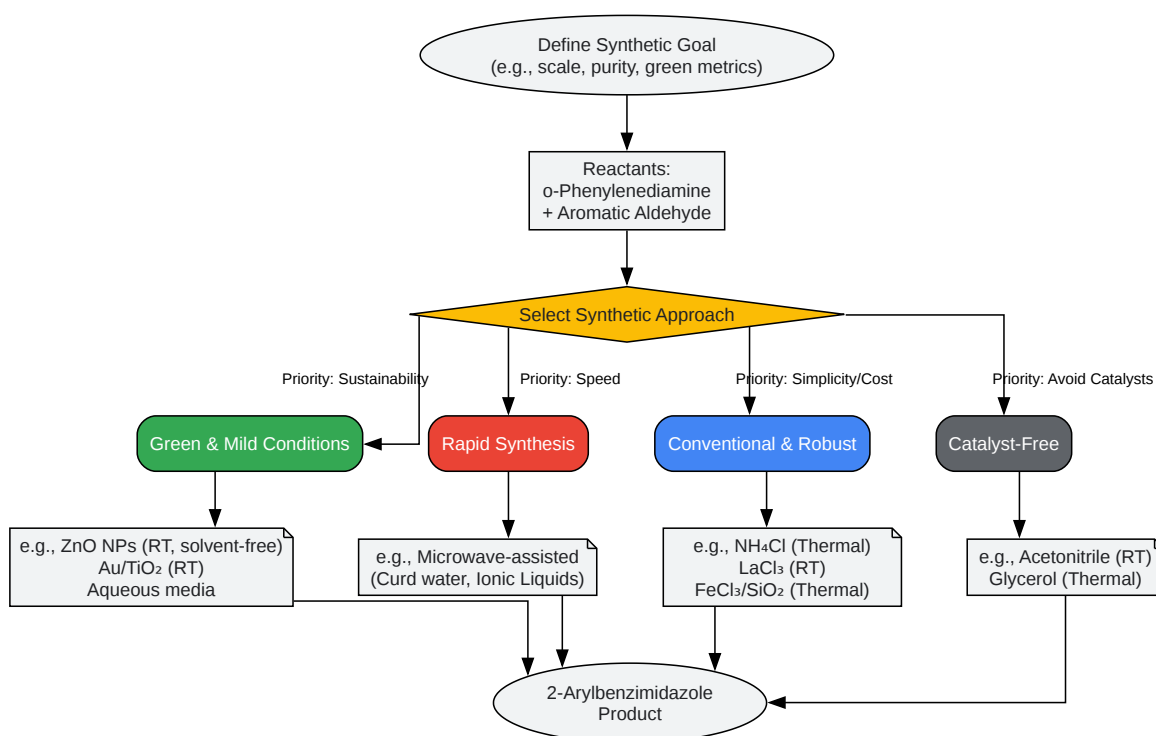 Define Synthetic Goal
(e.g., scale, purity, green metrics)
Reactants:
o-Phenylenediamine
+ Aromatic Aldehyde
Select Synthetic Approach
Priority: Sustainability
Priority: Speed
Priority: Simplicity/Cost
Priority: Avoid Catalysts
Green & Mild Conditions
Rapid Synthesis
Conventional & Robust
Catalyst-Free
e.g., ZnO NPs (RT, solvent-free)
Au/TiO₂ (RT)
Aqueous media
e.g., Microwave-assisted
(Curd water, Ionic Liquids)
e.g., NH₄Cl (Thermal)
LaCl₃ (RT)
FeCl₃/SiO₂ (Thermal)
e.g., Acetonitrile (RT)
Glycerol (Thermal)
2-Arylbenzimidazole
Product